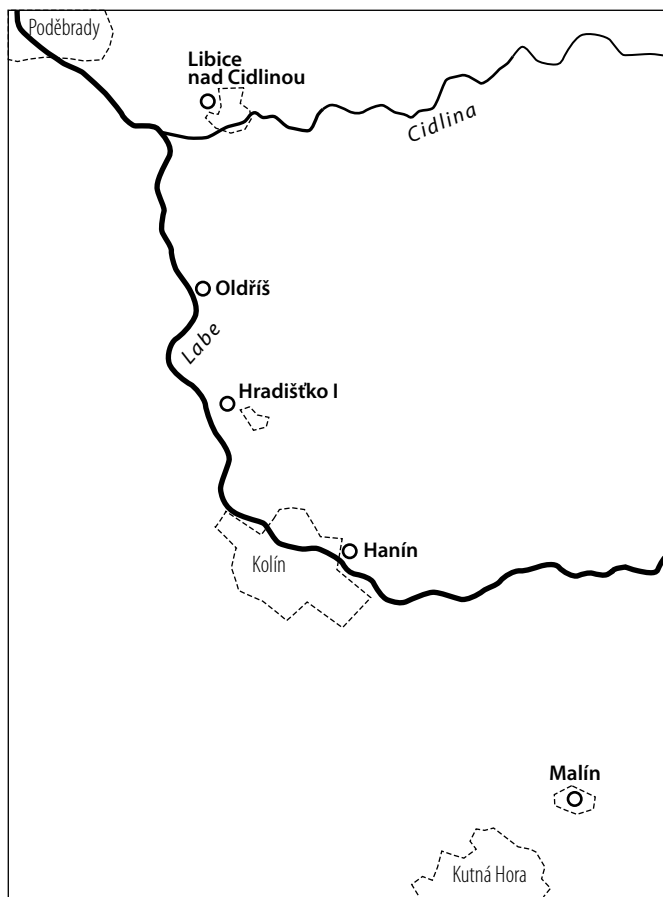 Poděbrady
Libice
nad Cidlinou
Cidlina
Oldříš
Labe
Hradišťko I
Hanín
Kolín
Malín
Kutná Hora